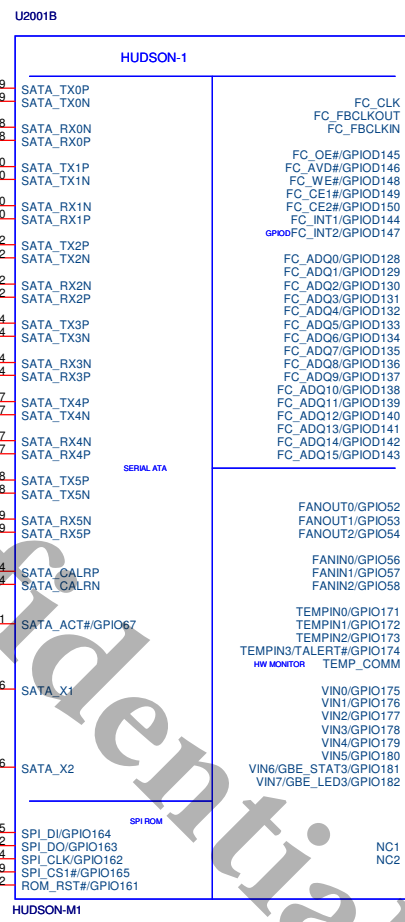 U2001B
HUDSON-1
SATA_TX0P
SATA_TX0N
SATA_RX0N
SATA_RX0P
SATA_TX1P
SATA_TX1N
SATA_RX1N
SATA_RX1P
SATA_TX2P
SATA_TX2N
SATA_RX2N
SATA_RX2P
SATA_TX3P
SATA_TX3N
SATA_RX3N
SATA_RX3P
SATA_TX4P
SATA_TX4N
SATA_RX4N
SATA_RX4P
SERIAL ATA
SATA_TX5P
SATA_TX5N
SATA_RX5N
SATA_RX5P
SATA_CALRP
SATA_CALRN
SATA_ACT#/GPIO67
SATA_X1
SATA_X2
SPI ROM
SPI_DI/GPIO164
SPI_DO/GPIO163
SPI_CLK/GPIO162
SPI_CS1#/GPIO165
ROM_RST#/GPIO161
FC_CLK
FC_FBCLKOUT
FC_FBCLKIN
FC_OE#/GPIOD145
FC_AVD#/GPIOD146
FC_WE#/GPIOD148
FC_CE1#/GPIOD149
FC_CE2#/GPIOD150
FC_INT1/GPIOD144
GPIOD FC_INT2/GPIOD147
FC_ADQ0/GPIOD128
FC_ADQ1/GPIOD129
FC_ADQ2/GPIOD130
FC_ADQ3/GPIOD131
FC_ADQ4/GPIOD132
FC_ADQ5/GPIOD133
FC_ADQ6/GPIOD134
FC_ADQ7/GPIOD135
FC_ADQ8/GPIOD136
FC_ADQ9/GPIOD137
FC_ADQ10/GPIOD138
FC_ADQ11/GPIOD139
FC_ADQ12/GPIOD140
FC_ADQ13/GPIOD141
FC_ADQ14/GPIOD142
FC_ADQ15/GPIOD143
FANOUT0/GPIO52
FANOUT1/GPIO53
FANOUT2/GPIO54
FANIN0/GPIO56
FANIN1/GPIO57
FANIN2/GPIO58
TEMPIN0/GPIO171
TEMPIN1/GPIO172
TEMPIN2/GPIO173
TEMPIN3/TALERT#/GPIO174
HW MONITOR TEMP_COMM
VIN0/GPIO175
VIN1/GPIO176
VIN2/GPIO177
VIN3/GPIO178
VIN4/GPIO179
VIN5/GPIO180
VIN6/GBE_STAT3/GPIO181
VIN7/GBE_LED3/GPIO182
NC1
NC2
HUDSON-M1